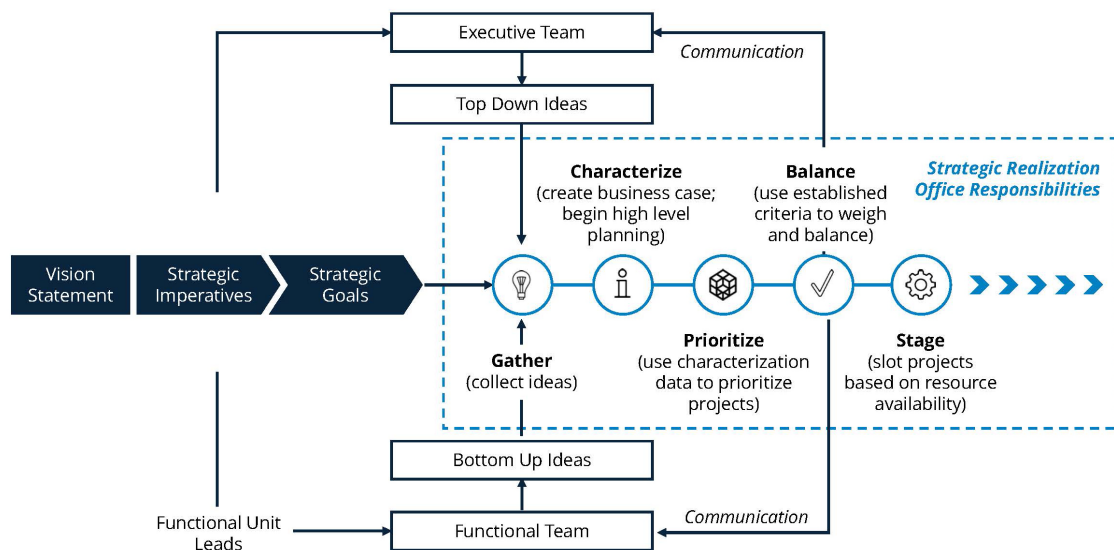 Executive Team
Communication
Top Down Ideas
Strategic Realization
Office Responsibilities
Characterize
(create business case;
begin high level
planning)
Balance
(use established
criteria to weigh
and balance)
Vision
Statement
Strategic
Imperatives
Strategic
Goals
Gather
(collect ideas)
Prioritize
(use characterization
data to prioritize
projects)
Stage
(slot projects
based on resource
availability)
Bottom Up Ideas
Functional Unit
Leads
Functional Team
Communication